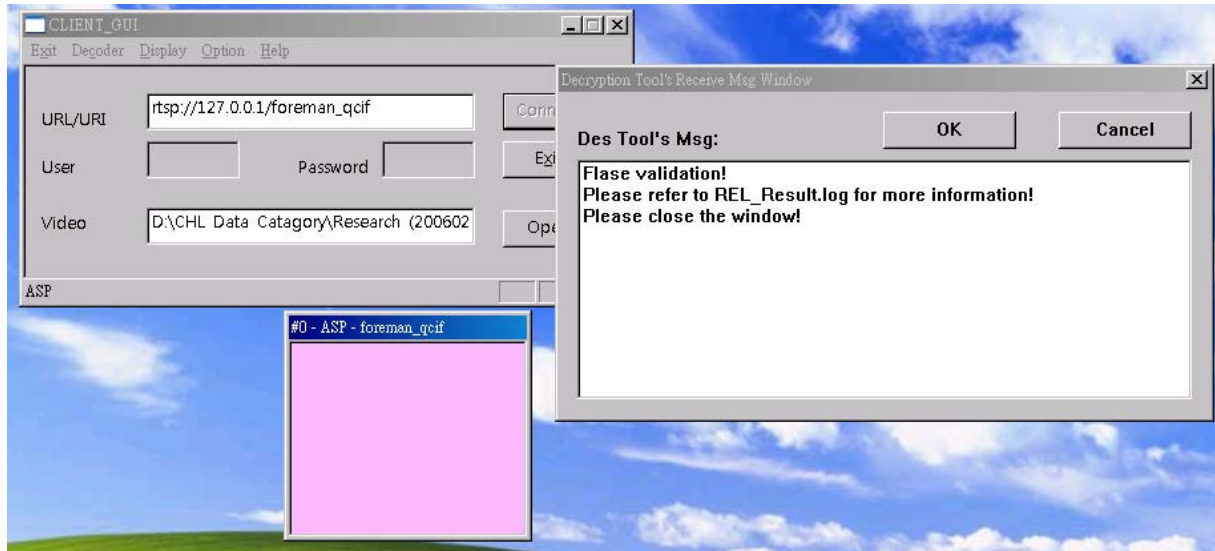 CLIENT_GUI
Exit Decoder Display Option Help
URL/URI rtsp://127.0.0.1/foreman_qcif
User Password
Video D:\CHL Data Catagory\Research (200602
ASP
Decryption Tool's Receive Msg Window
Des Tool's Msg: OK Cancel
Flase validation!
Please refer to REL_Result.log for more information!
Please close the window!
#0 - ASP - foreman_qcif